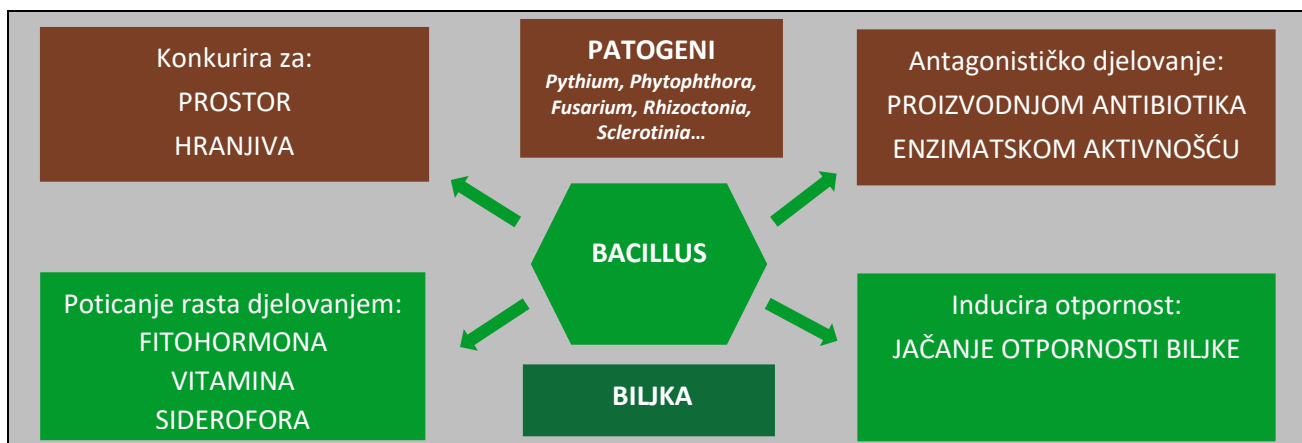 Konkurira za:
PROSTOR
HRANJIVA
PATOGENI
Pythium, Phytophthora,
Fusarium, Rhizoctonia,
Sclerotinia…
Antagonističko djelovanje:
PROIZVODNJOM ANTIBIOTIKA
ENZIMATSKOM AKTIVNOŠĆU
BACILLUS
Poticanje rasta djelovanjem:
FITOHORMONA
VITAMINA
SIDEROFORA
BILJKA
Inducira otpornost:
JAČANJE OTPORNOSTI BILJKE